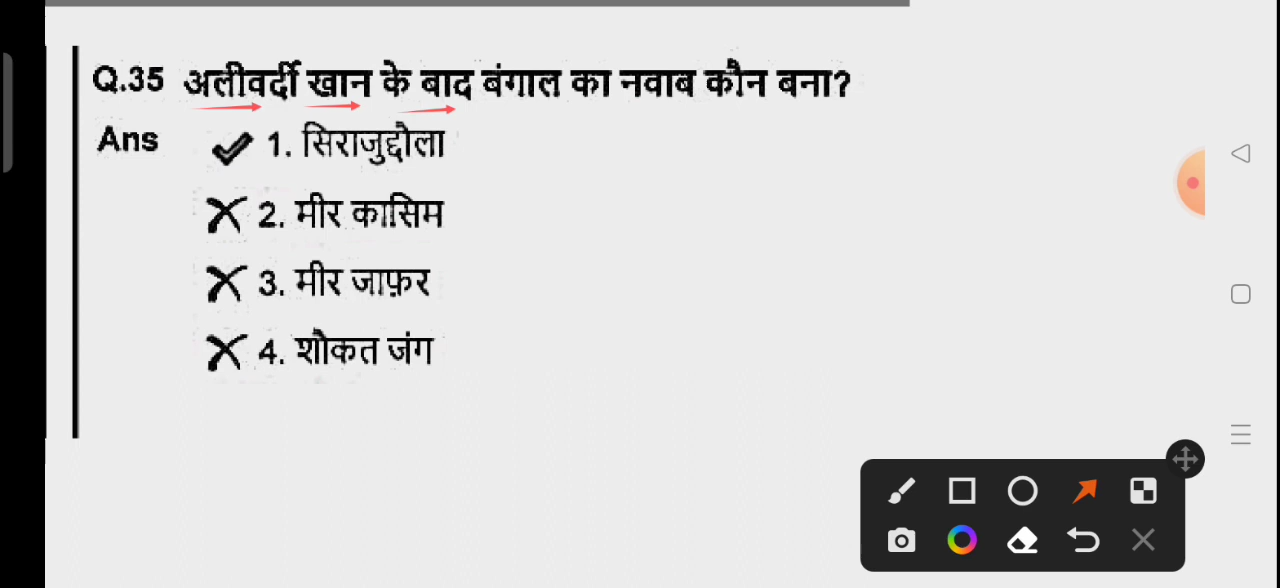 Q.35 अलीवर्दी खान के बाद बंगाल का नवाब कौन बना?
Ans 1. सिराजुद्दौला
2. मीर कासिम
3. मीर जाफ़र
4. शौकत जंग